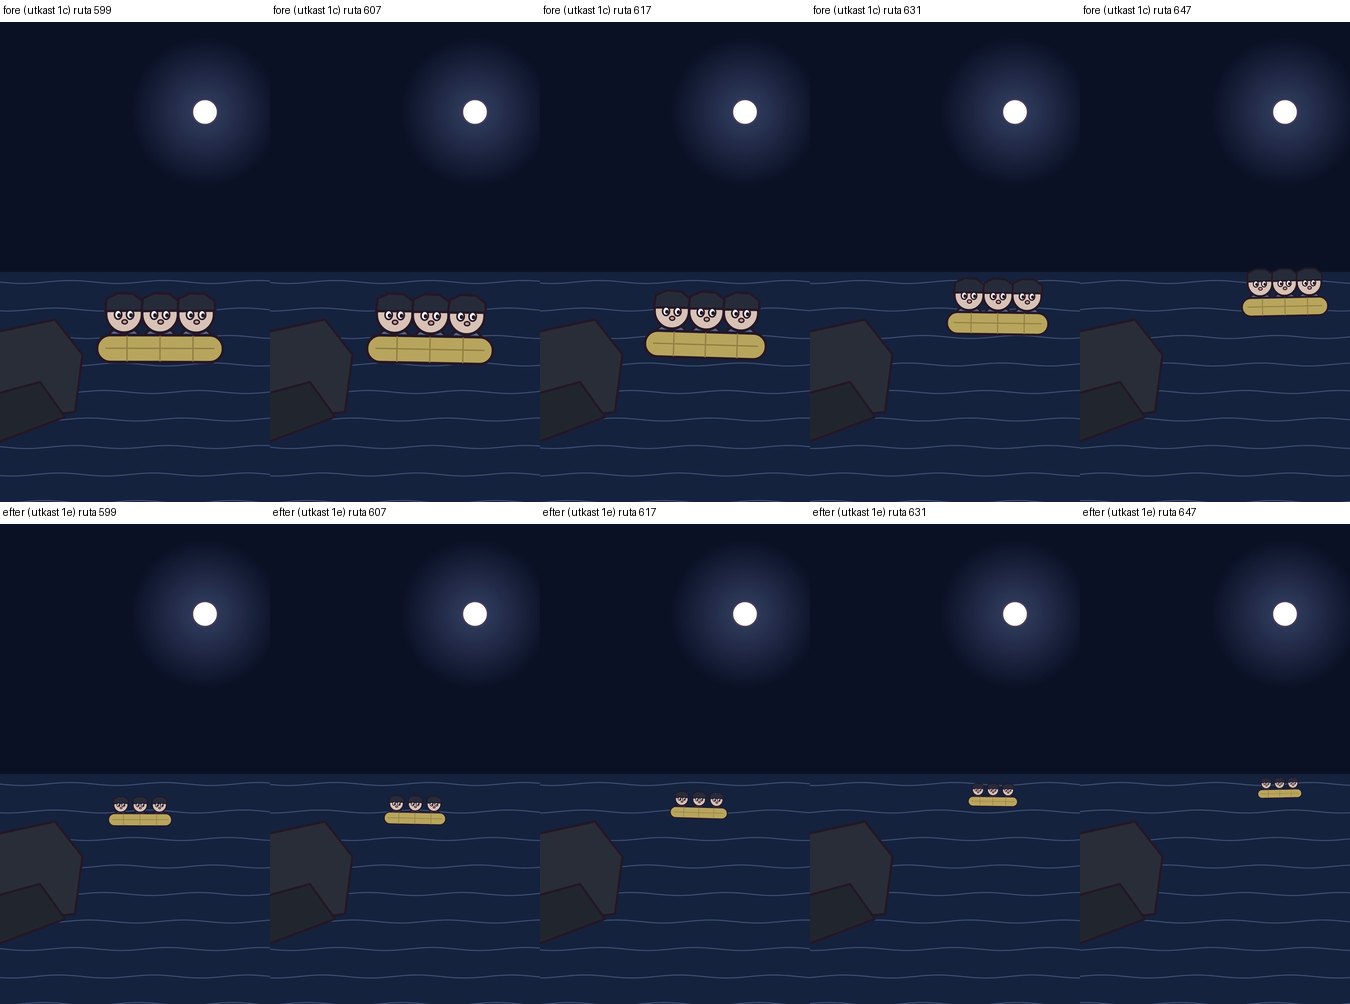 fore (utkast 1c) ruta 599
fore (utkast 1c) ruta 607
fore (utkast 1c) ruta 617
fore (utkast 1c) ruta 631
fore (utkast 1c) ruta 647
efter (utkast 1e) ruta 599
efter (utkast 1e) ruta 607
efter (utkast 1e) ruta 617
efter (utkast 1e) ruta 631
efter (utkast 1e) ruta 647